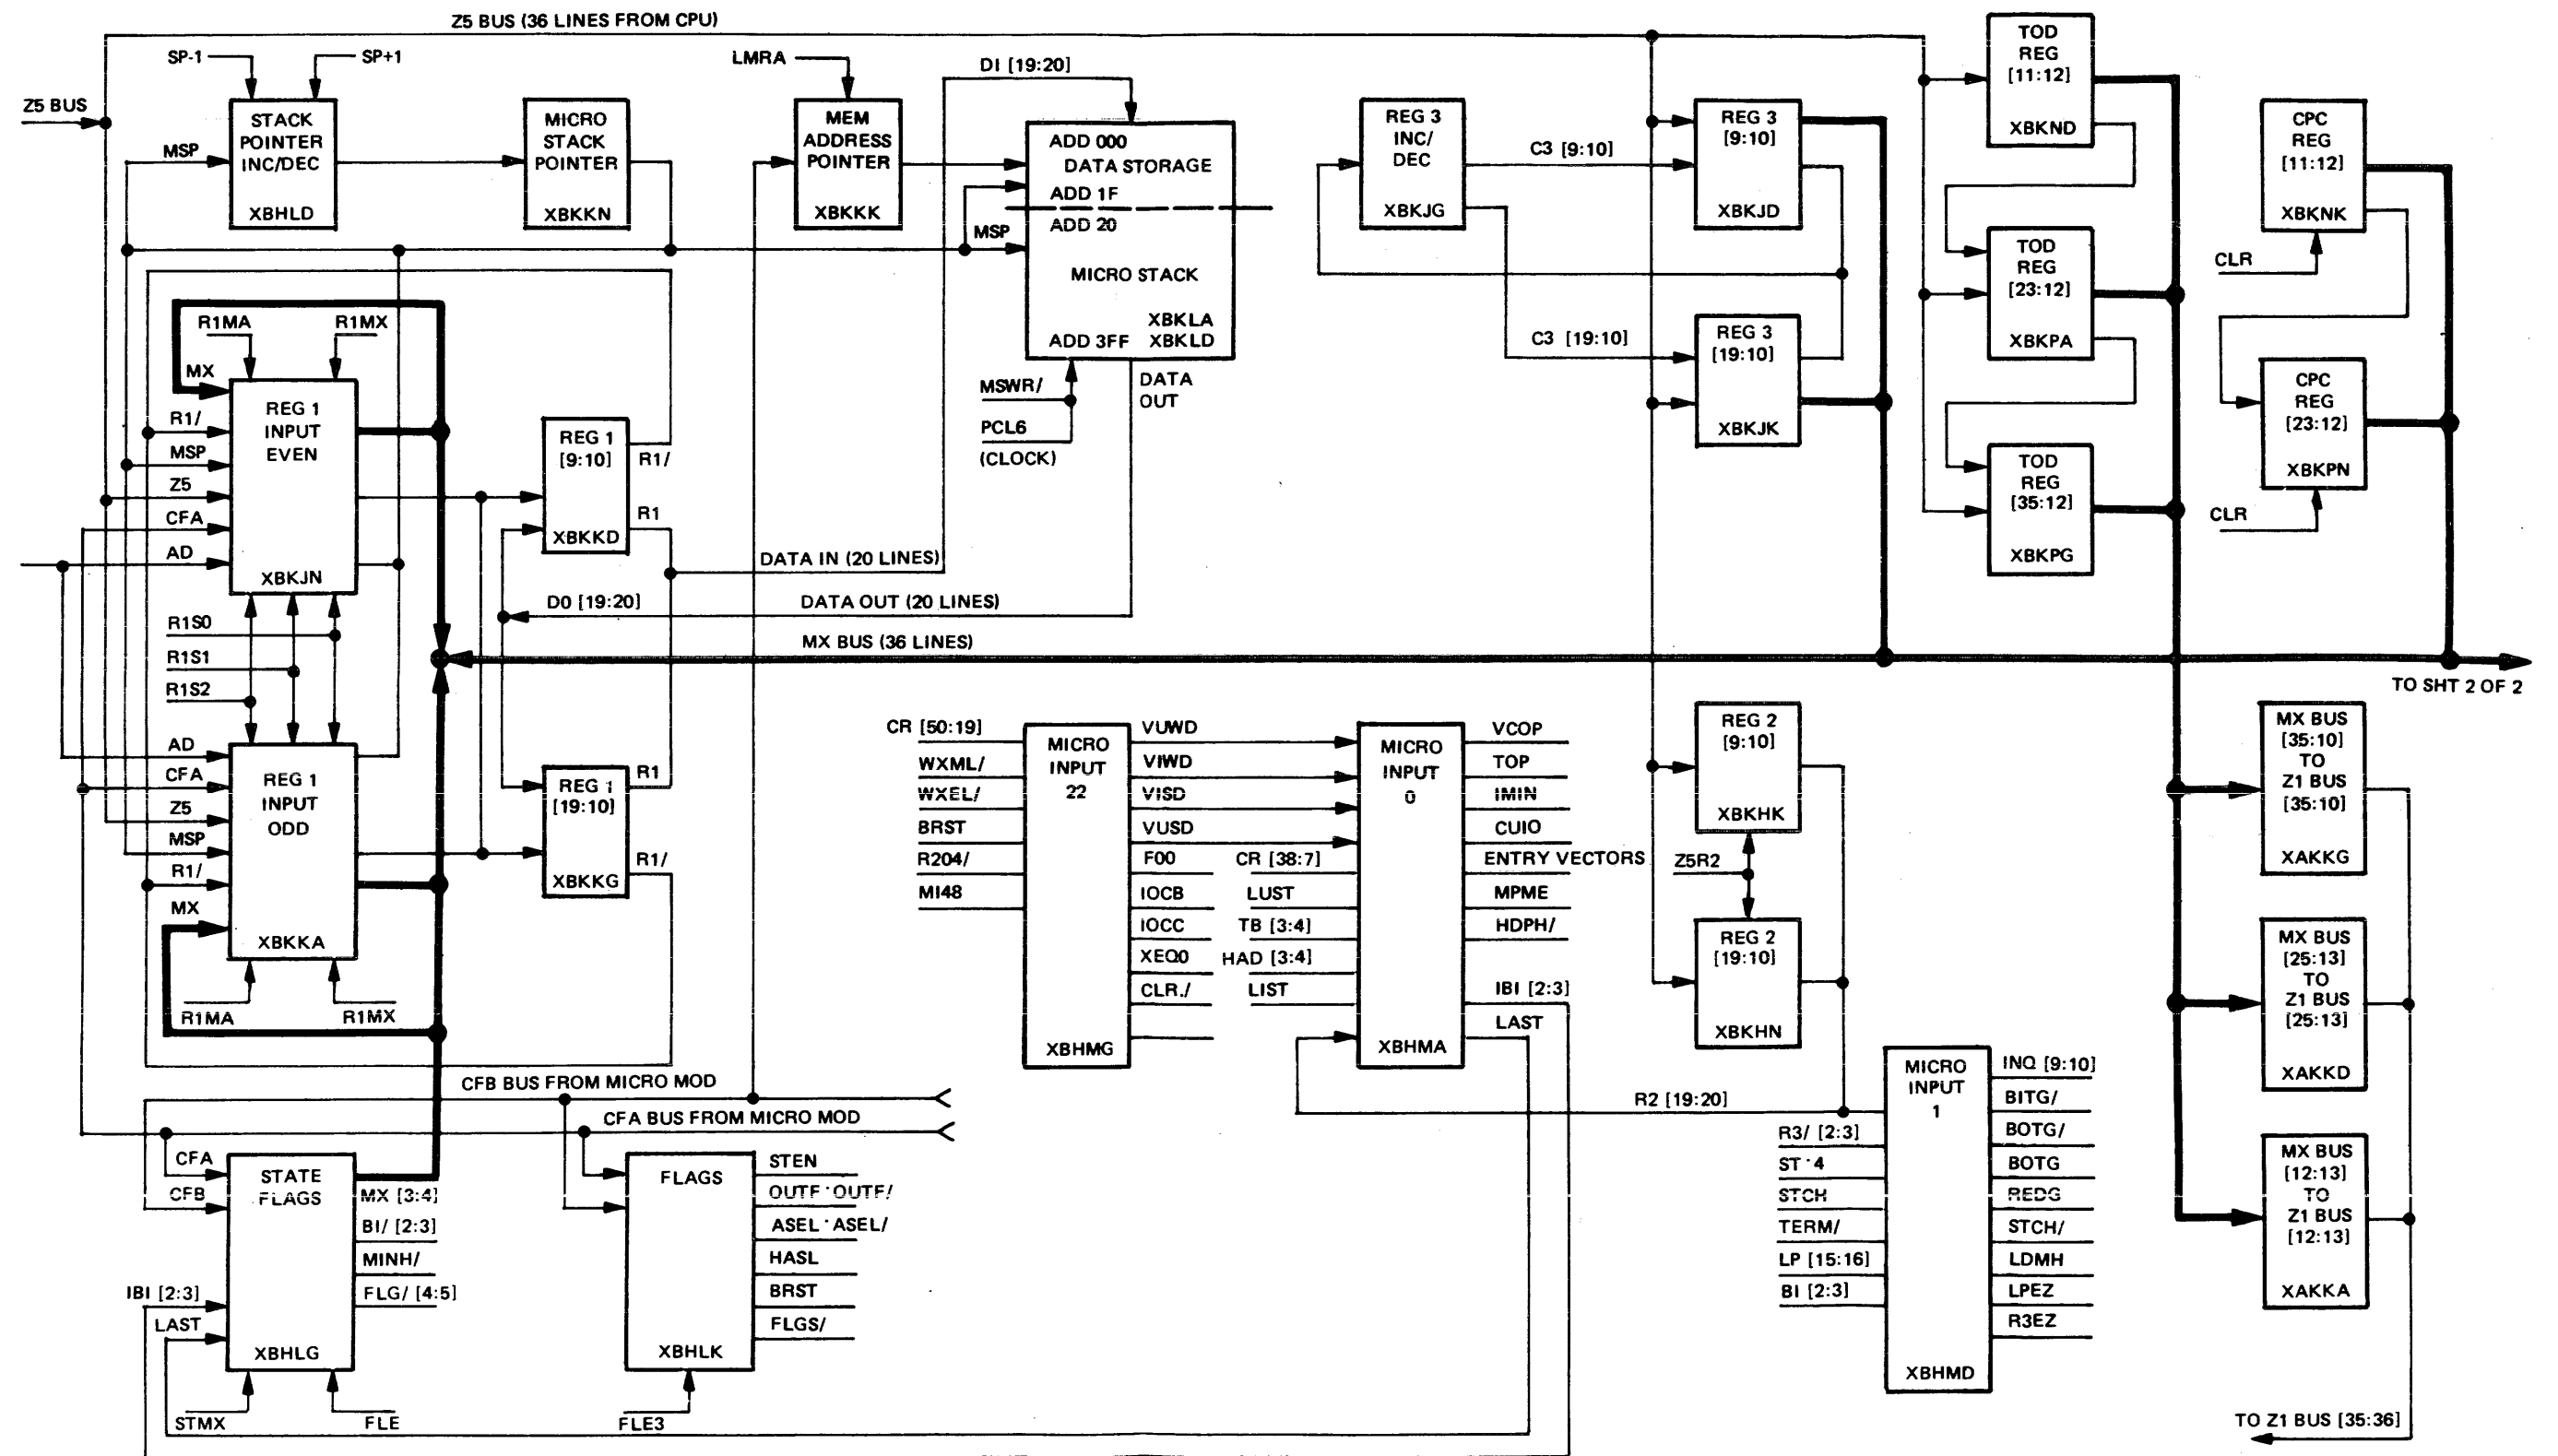 Z5 BUS (36 LINES FROM CPU)
SP-1
SP+1
Z5 BUS
MSP
STACK
POINTER
INC/DEC
XBHLD
MICRO
STACK
POINTER
XBKKN
LMRA
MEM
ADDRESS
POINTER
XBKKK
DI [19:20]
ADD 000
DATA STORAGE
ADD 1F
ADD 20
MSP
MICRO STACK
XBKLA
ADD 3FF XBKLD
MSWR/
PCL6
(CLOCK)
DATA
OUT
REG 3
INC/
DEC
XBKJG
C3 [9:10]
C3 [19:10]
REG 3
[9:10]
XBKJD
REG 3
[19:10]
XBKJK
TOD
REG
[11:12]
XBKND
TOD
REG
[23:12]
XBKPA
TOD
REG
[35:12]
XBKPG
CPC
REG
[11:12]
XBKNK
CLR
CPC
REG
[23:12]
XBKPN
CLR
R1MA
R1MX
MX
R1/
MSP
Z5
CFA
AD
REG 1
INPUT
EVEN
XBKJN
REG 1
[9:10]
XBKKD
R1/
R1
DATA IN (20 LINES)
D0 [19:20]
DATA OUT (20 LINES)
MX BUS (36 LINES)
TO SHT 2 OF 2
R1S0
R1S1
R1S2
AD
CFA
Z5
MSP
R1/
MX
REG 1
INPUT
ODD
XBKKA
R1MA
R1MX
REG 1
[19:10]
XBKKG
R1
R1/
CR [50:19]
WXML/
WXEL/
BRST
R204/
MI48
MICRO
INPUT
22
XBHMG
VUWD
VIWD
VISD
VUSD
F00
IOCB
IOCC
XEQ0
CLR./
CR [38:7]
LUST
TB [3:4]
HAD [3:4]
LIST
MICRO
INPUT
0
XBHMA
VCOP
TOP
IMIN
CUIO
ENTRY VECTORS
MPME
HDPH/
IBI [2:3]
LAST
REG 2
[9:10]
XBKHK
Z5R2
REG 2
[19:10]
XBKHN
R2 [19:20]
R3/ [2:3]
ST·4
STCH
TERM/
LP [15:16]
BI [2:3]
MICRO
INPUT
1
XBHMD
INQ [9:10]
BITG/
BOTG/
BOTG
REDG
STCH/
LDMH
LPEZ
R3EZ
MX BUS
[35:10]
TO
Z1 BUS
[35:10]
XAKKG
MX BUS
[25:13]
TO
Z1 BUS
[25:13]
XAKKD
MX BUS
[12:13]
TO
Z1 BUS
[12:13]
XAKKA
TO Z1 BUS [35:36]
CFB BUS FROM MICRO MOD
CFA BUS FROM MICRO MOD
CFA
CFB
IBI [2:3]
LAST
STATE
FLAGS
XBHLG
MX [3:4]
BI/ [2:3]
MINH/
FLG/ [4:5]
STMX
FLE
FLAGS
XBHLK
STEN
OUTF·OUTF/
ASEL·ASEL/
HASL
BRST
FLGS/
FLE3